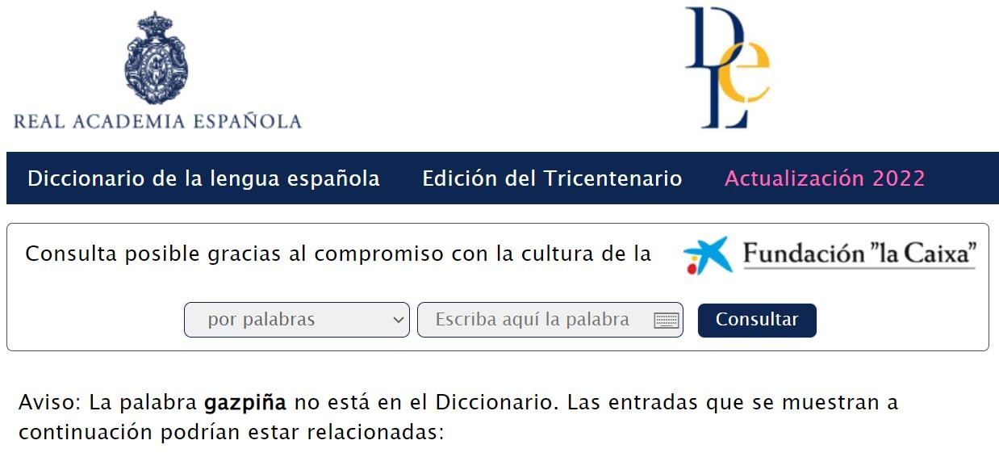 REAL ACADEMIA ESPAÑOLA
DLe
Diccionario de la lengua española Edición del Tricentenario Actualización 2022
Consulta posible gracias al compromiso con la cultura de la Fundación "la Caixa"
por palabras Escriba aquí la palabra Consultar
Aviso: La palabra gazpiña no está en el Diccionario. Las entradas que se muestran a
continuación podrían estar relacionadas: